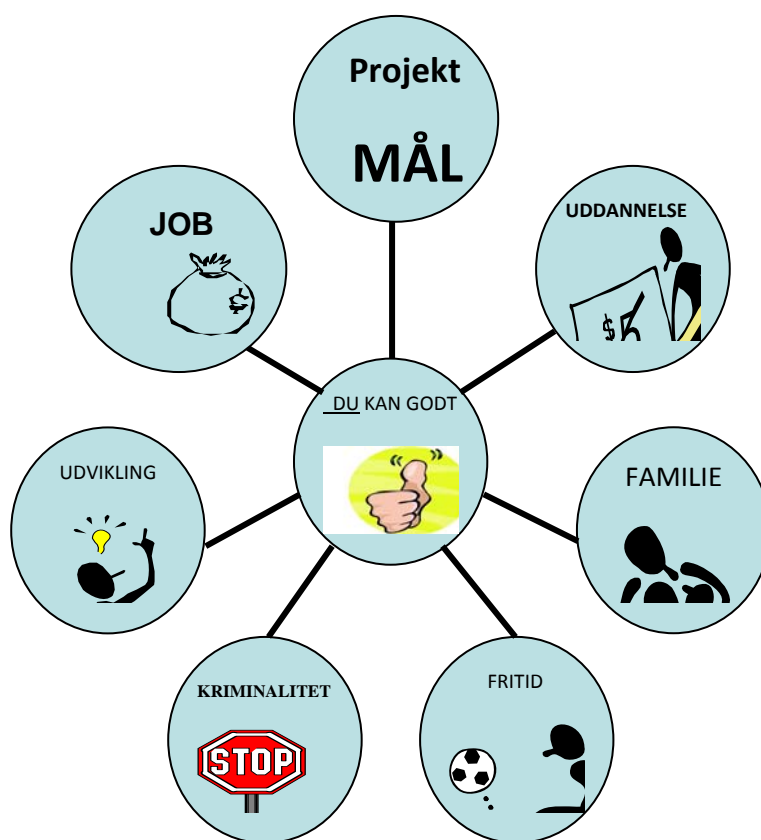 Projekt
MÅL
JOB
$
UDDANNELSE
$
DU KAN GODT
UDVIKLING
FAMILIE
KRIMINALITET
STOP
FRITID